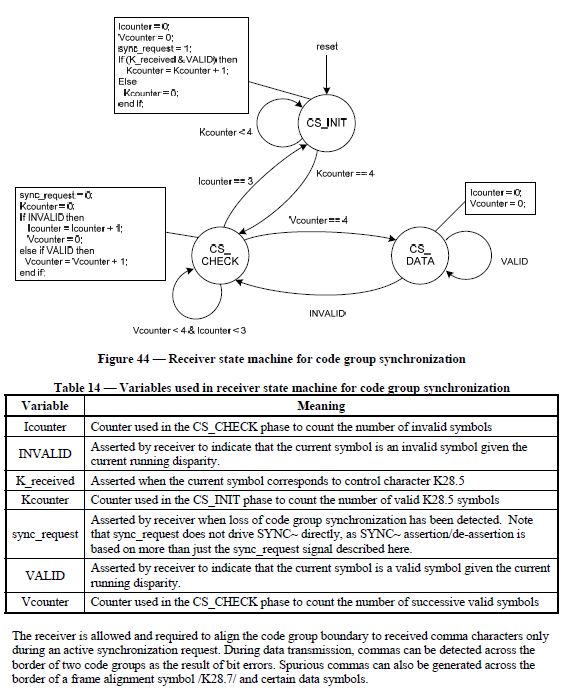 Icounter = 0;
Vcounter = 0;
sync_request = 1;
If (K_received & VALID) then
Kcounter = Kcounter + 1;
Else
Kcounter = 0;
end if;
reset
CS_INIT
Kcounter < 4
Icounter == 3
Kcounter == 4
sync_request = 0;
Kcounter = 0;
If INVALID then
Icounter = Icounter + 1;
Vcounter = 0;
else if VALID then
Vcounter = Vcounter + 1;
end if;
Icounter = 0;
Vcounter = 0;
Vcounter == 4
CS_
CHECK
CS_
DATA
VALID
INVALID
Vcounter < 4 & Icounter < 3
Figure 44 — Receiver state machine for code group synchronization
Table 14 — Variables used in receiver state machine for code group synchronization
Variable Meaning
Icounter Counter used in the CS_CHECK phase to count the number of invalid symbols
INVALID Asserted by receiver to indicate that the current symbol is an invalid symbol given the
current running disparity.
K_received Asserted when the current symbol corresponds to control character K28.5
Kcounter Counter used in the CS_INIT phase to count the number of valid K28.5 symbols
sync_request Asserted by receiver when loss of code group synchronization has been detected. Note
that sync_request does not drive SYNC~ directly, as SYNC~ assertion/de-assertion is
based on more than just the sync_request signal described here.
VALID Asserted by receiver to indicate that the current symbol is a valid symbol given the current
running disparity.
Vcounter Counter used in the CS_CHECK phase to count the number of successive valid symbols
The receiver is allowed and required to align the code group boundary to received comma characters only
during an active synchronization request. During data transmission, commas can be detected across the
border of two code groups as the result of bit errors. Spurious commas can also be generated across the
border of a frame alignment symbol /K28.7/ and certain data symbols.